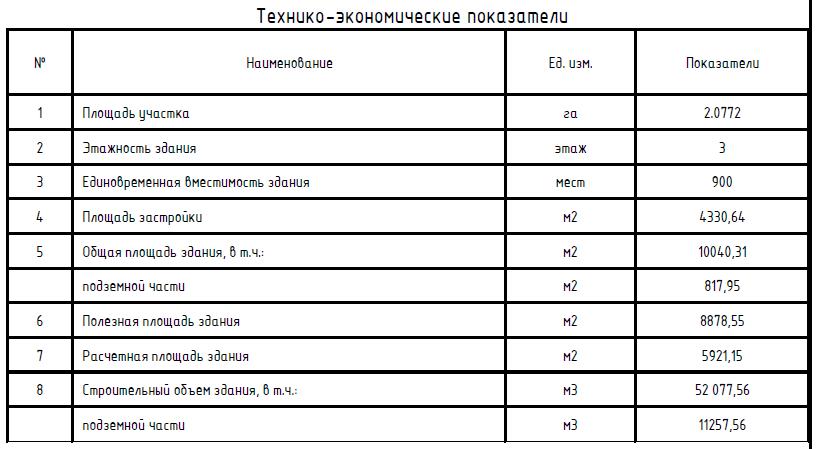 Технико-экономические показатели
№ Наименование Ед. изм. Показатели
1 Площадь участка га 2.0772
2 Этажность здания этаж 3
3 Единовременная вместимость здания мест 900
4 Площадь застройки м2 4330,64
5 Общая площадь здания, в т.ч.: м2 10040,31
подземной части м2 817,95
6 Полезная площадь здания м2 8878,55
7 Расчетная площадь здания м2 5921,15
8 Строительный объем здания, в т.ч.: м3 52 077,56
подземной части м3 11257,56